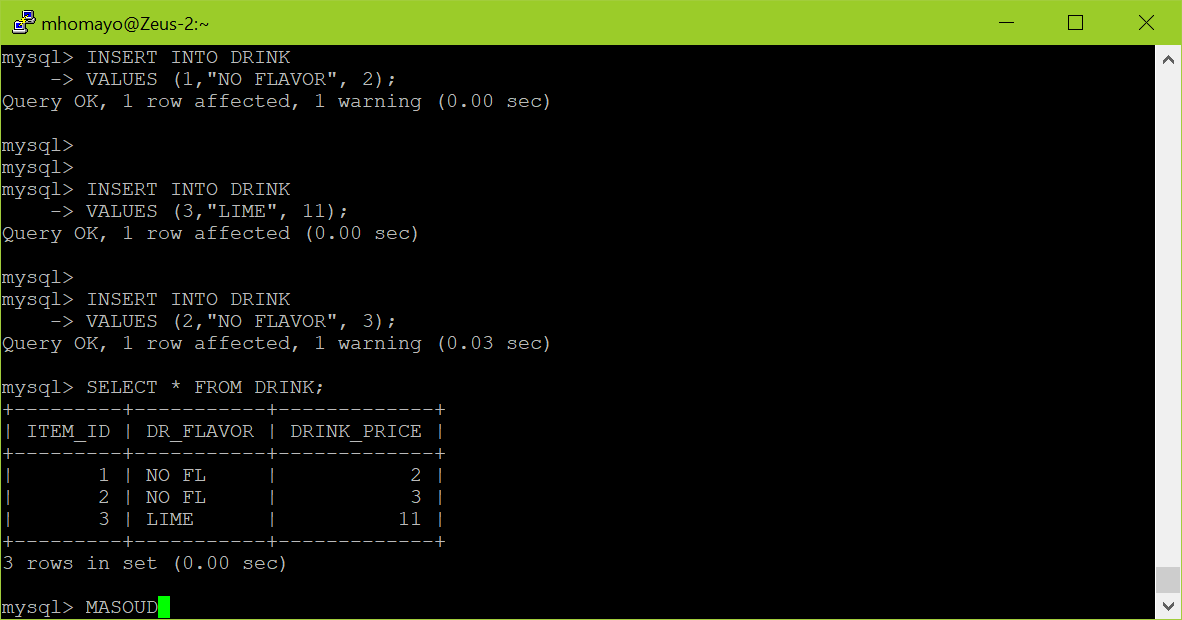 mhomayo@Zeus-2:~
mysql> INSERT INTO DRINK
    -> VALUES (1,"NO FLAVOR", 2);
Query OK, 1 row affected, 1 warning (0.00 sec)
mysql>
mysql>
mysql> INSERT INTO DRINK
    -> VALUES (3,"LIME", 11);
Query OK, 1 row affected (0.00 sec)
mysql>
mysql> INSERT INTO DRINK
    -> VALUES (2,"NO FLAVOR", 3);
Query OK, 1 row affected, 1 warning (0.03 sec)
mysql> SELECT * FROM DRINK;
+---------+-----------+-------------+
| ITEM_ID | DR_FLAVOR | DRINK_PRICE |
+---------+-----------+-------------+
|       1 | NO FL     |           2 |
|       2 | NO FL     |           3 |
|       3 | LIME      |          11 |
+---------+-----------+-------------+
3 rows in set (0.00 sec)
mysql> MASOUD